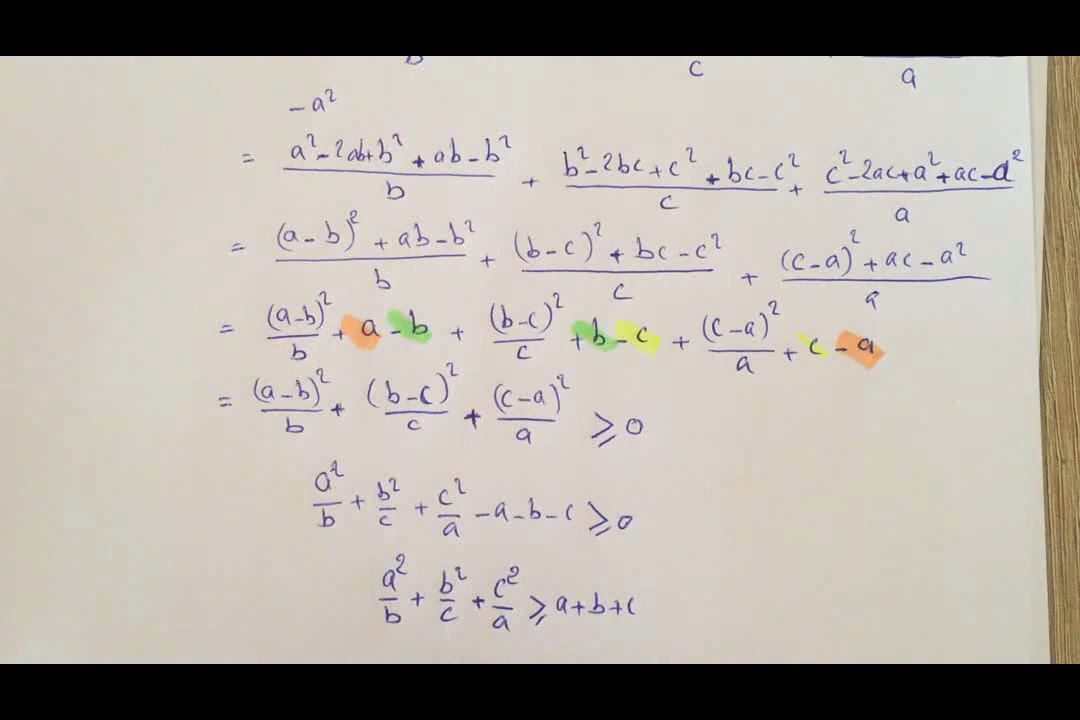 b c a
-a²
= (a²-2ab+b²+ab-b²)/b + (b²-2bc+c²+bc-c²)/c + (c²-2ac+a²+ac-a²)/a
= ((a-b)²+ab-b²)/b + ((b-c)²+bc-c²)/c + ((c-a)²+ac-a²)/a
= (a-b)²/b + a-b + (b-c)²/c + b-c + (c-a)²/a + c-a
= (a-b)²/b + (b-c)²/c + (c-a)²/a ⩾ 0
a²/b + b²/c + c²/a -a-b-c ⩾ 0
a²/b + b²/c + c²/a ⩾ a+b+c